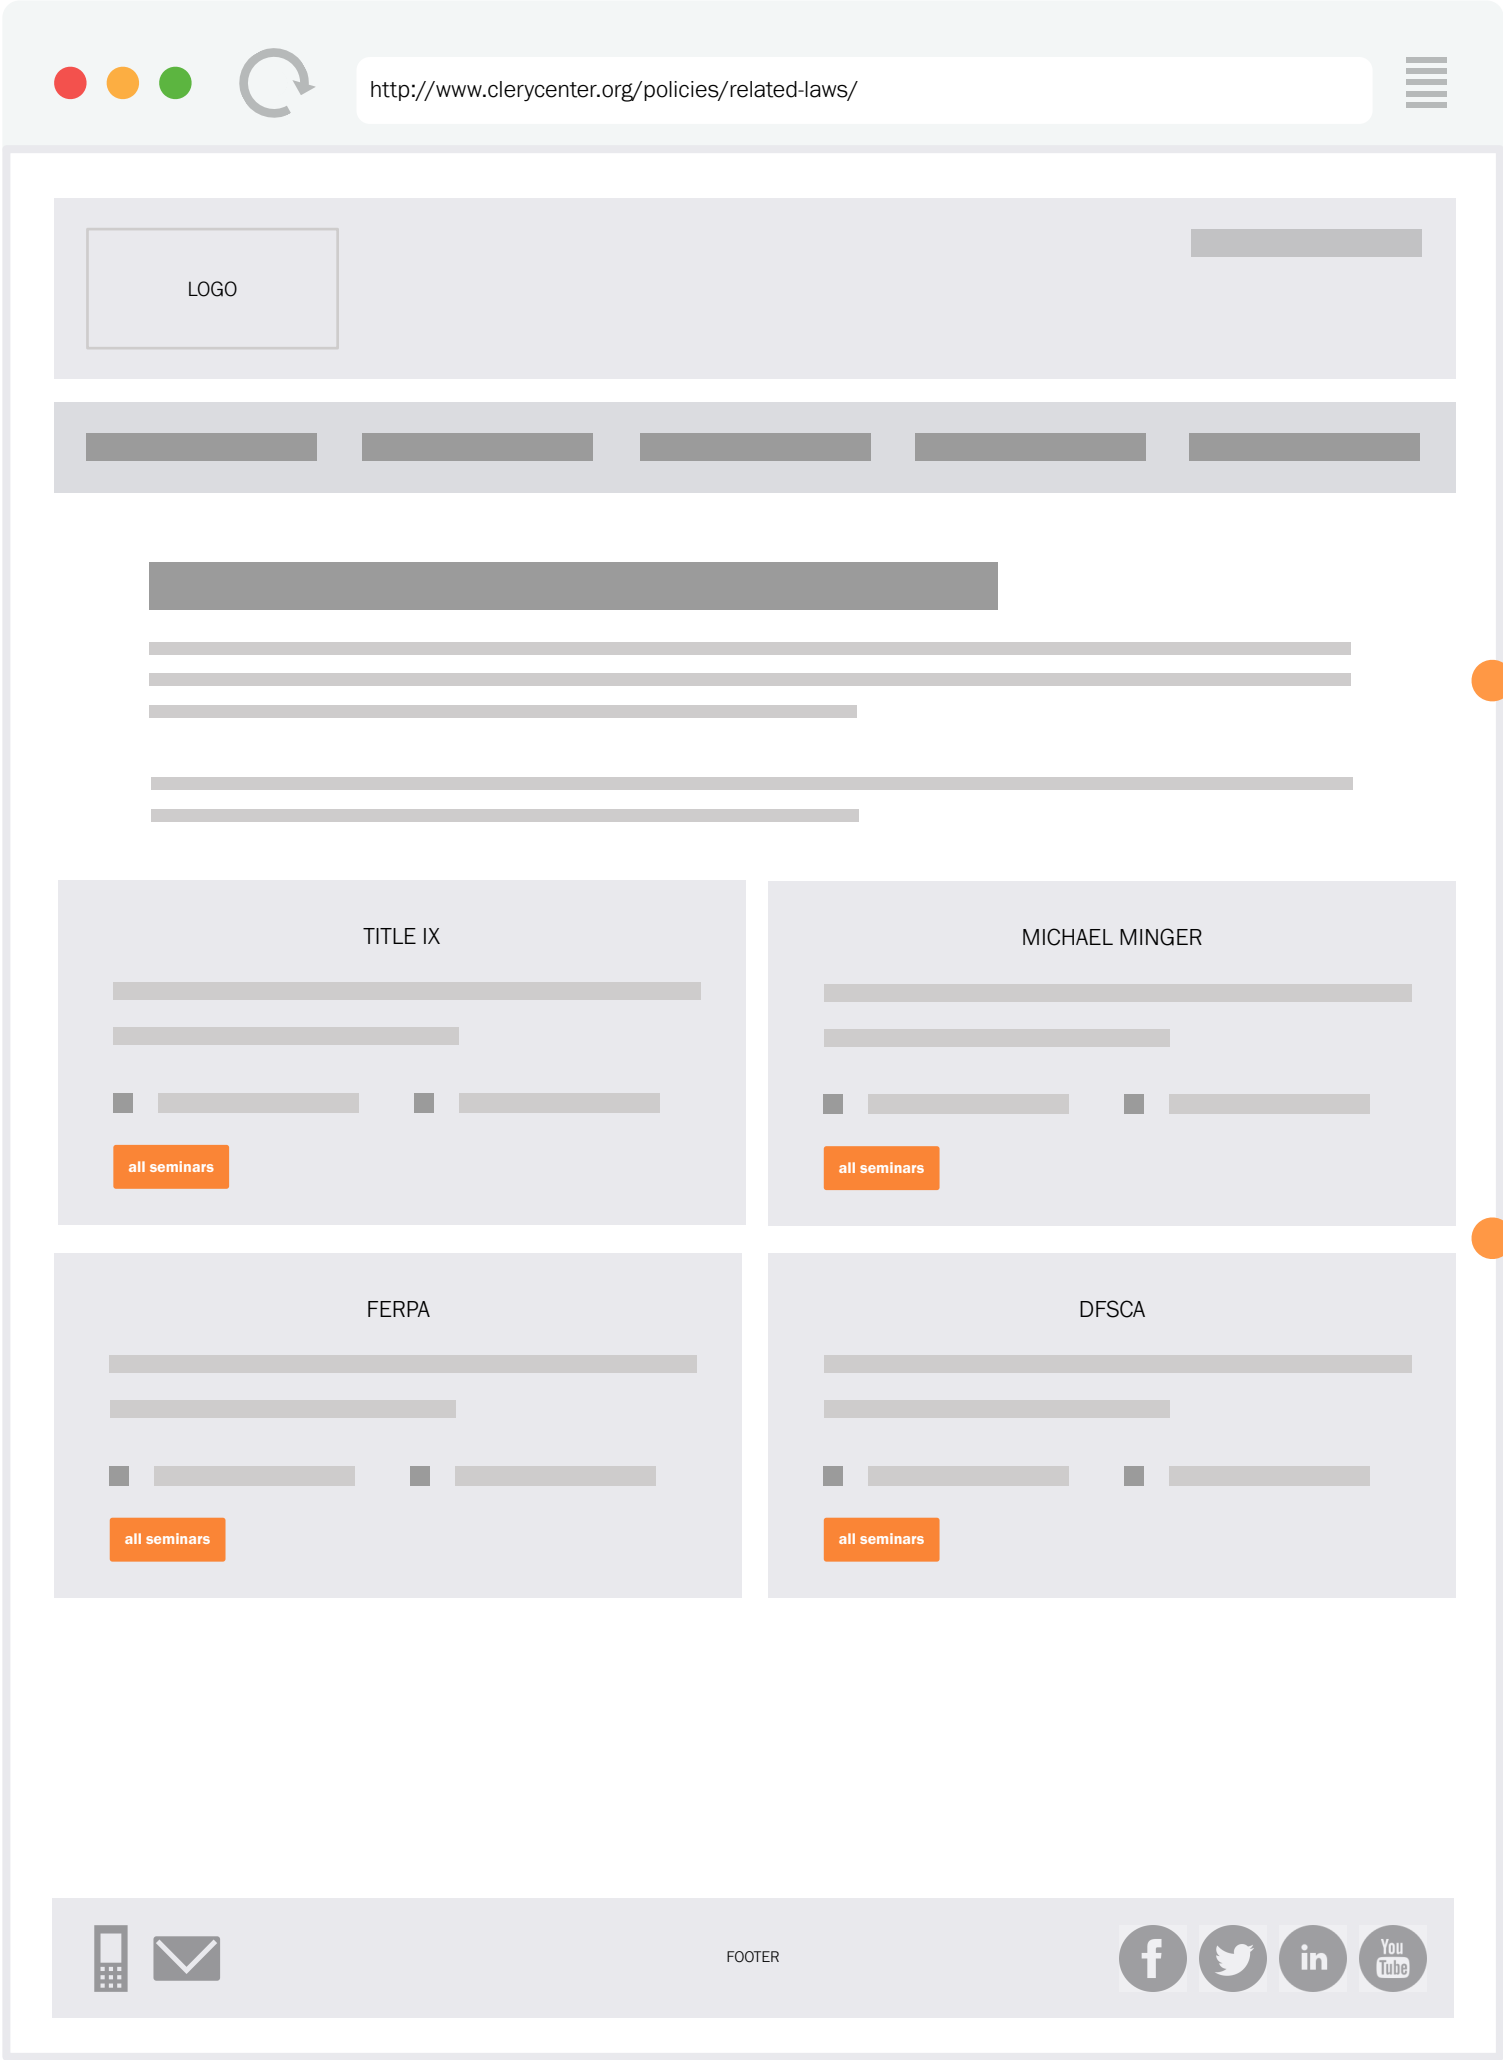 http://www.clerycenter.org/policies/related-laws/
LOGO
TITLE IX
all seminars
MICHAEL MINGER
all seminars
FERPA
all seminars
DFSCA
all seminars
FOOTER
f
in
You
Tube